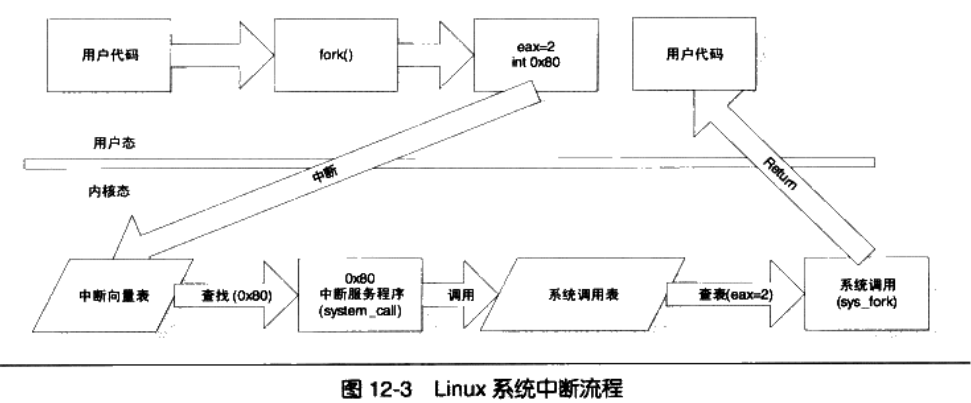 用户代码
fork()
eax=2
int 0x80
用户代码
用户态
内核态
中断
Return
中断向量表
查找 (0x80)
0x80
中断服务程序
(system_call)
调用
系统调用表
查表(eax=2)
系统调用
(sys_fork)
图 12-3 Linux 系统中断流程